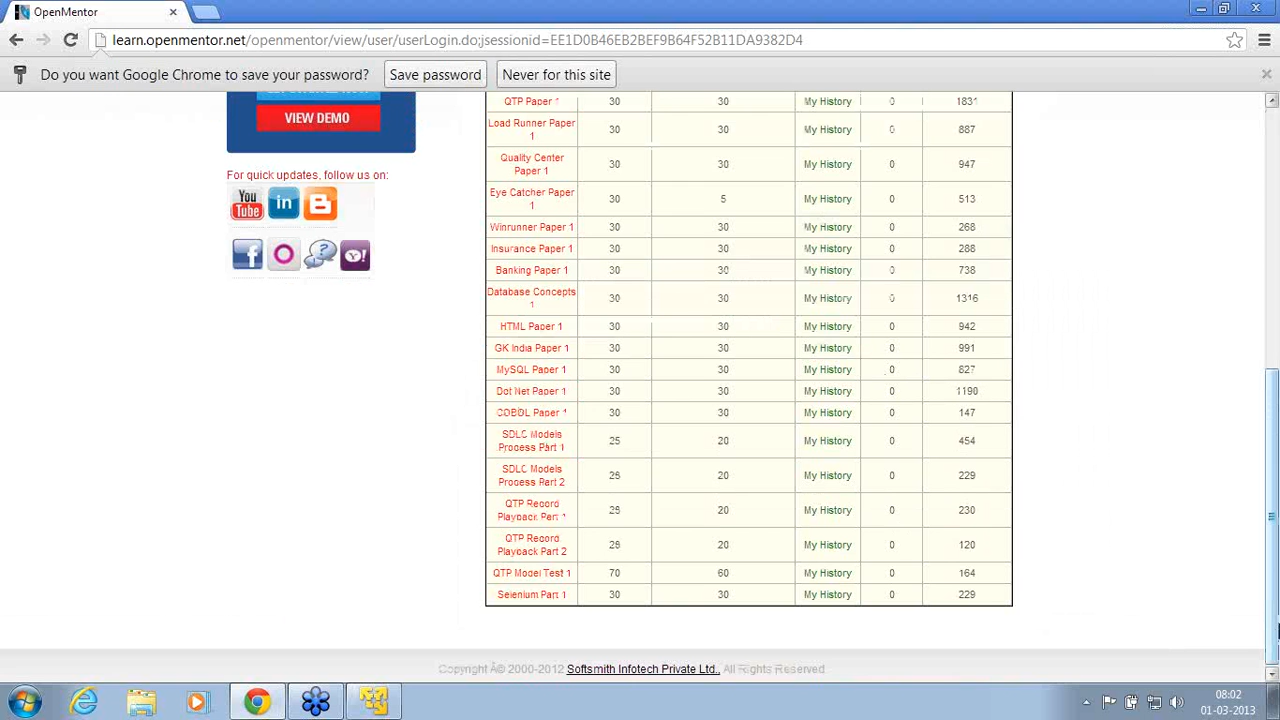 OpenMentor
learn.openmentor.net/openmentor/view/user/userLogin.do;jsessionid=EE1D0B46EB2BEF9B64F52B11DA9382D4
Do you want Google Chrome to save your password? Save password Never for this site
VIEW DEMO
For quick updates, follow us on:
You
Tube
in
QTP Paper 1 30 30 My History 0 1831
Load Runner Paper
1 30 30 My History 0 887
Quality Center
Paper 1 30 30 My History 0 947
Eye Catcher Paper
1 30 5 My History 0 513
Winrunner Paper 1 30 30 My History 0 268
Insurance Paper 1 30 30 My History 0 288
Banking Paper 1 30 30 My History 0 738
Database Concepts
1 30 30 My History 0 1316
HTML Paper 1 30 30 My History 0 942
GK India Paper 1 30 30 My History 0 991
MySQL Paper 1 30 30 My History 0 827
Dot Net Paper 1 30 30 My History 0 1190
COBOL Paper 1 30 30 My History 0 147
SDLC Models
Process Part 1 25 20 My History 0 454
SDLC Models
Process Part 2 25 20 My History 0 229
QTP Record
Playback Part 1 25 20 My History 0 230
QTP Record
Playback Part 2 25 20 My History 0 120
QTP Model Test 1 70 60 My History 0 164
Selenium Part 1 30 30 My History 0 229
Copyright Â© 2000-2012 Softsmith Infotech Private Ltd., All Rights Reserved.
08:02
01-03-2013